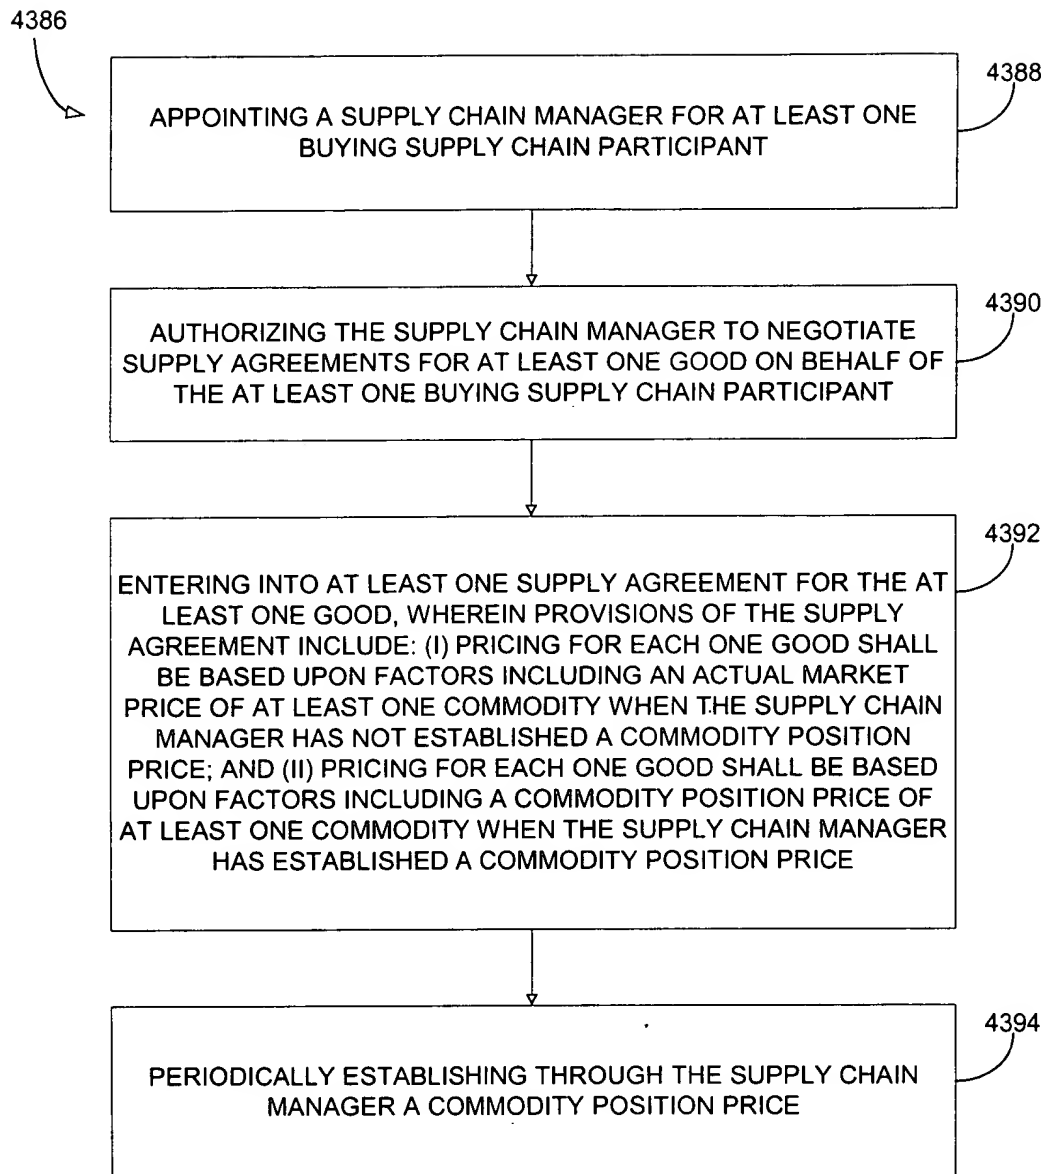 4386
4388
APPOINTING A SUPPLY CHAIN MANAGER FOR AT LEAST ONE
BUYING SUPPLY CHAIN PARTICIPANT
4390
AUTHORIZING THE SUPPLY CHAIN MANAGER TO NEGOTIATE
SUPPLY AGREEMENTS FOR AT LEAST ONE GOOD ON BEHALF OF
THE AT LEAST ONE BUYING SUPPLY CHAIN PARTICIPANT
4392
ENTERING INTO AT LEAST ONE SUPPLY AGREEMENT FOR THE AT
LEAST ONE GOOD, WHEREIN PROVISIONS OF THE SUPPLY
AGREEMENT INCLUDE: (I) PRICING FOR EACH ONE GOOD SHALL
BE BASED UPON FACTORS INCLUDING AN ACTUAL MARKET
PRICE OF AT LEAST ONE COMMODITY WHEN THE SUPPLY CHAIN
MANAGER HAS NOT ESTABLISHED A COMMODITY POSITION
PRICE; AND (II) PRICING FOR EACH ONE GOOD SHALL BE BASED
UPON FACTORS INCLUDING A COMMODITY POSITION PRICE OF
AT LEAST ONE COMMODITY WHEN THE SUPPLY CHAIN MANAGER
HAS ESTABLISHED A COMMODITY POSITION PRICE
4394
PERIODICALLY ESTABLISHING THROUGH THE SUPPLY CHAIN
MANAGER A COMMODITY POSITION PRICE